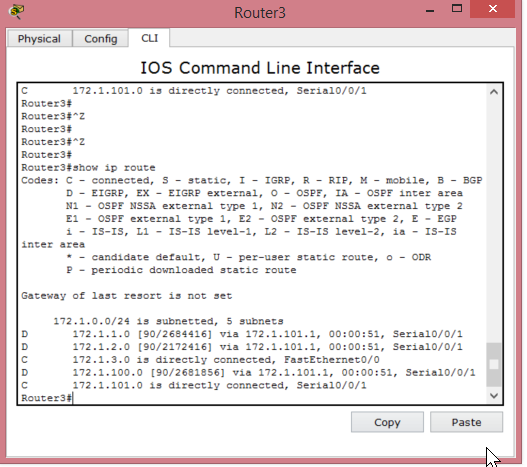 Router3
Physical Config CLI
IOS Command Line Interface
C 172.1.101.0 is directly connected, Serial0/0/1
Router3#
Router3#^Z
Router3#
Router3#^Z
Router3#
Router3#show ip route
Codes: C - connected, S - static, I - IGRP, R - RIP, M - mobile, B - BGP
D - EIGRP, EX - EIGRP external, O - OSPF, IA - OSPF inter area
N1 - OSPF NSSA external type 1, N2 - OSPF NSSA external type 2
E1 - OSPF external type 1, E2 - OSPF external type 2, E - EGP
i - IS-IS, L1 - IS-IS level-1, L2 - IS-IS level-2, ia - IS-IS
inter area
* - candidate default, U - per-user static route, o - ODR
P - periodic downloaded static route
Gateway of last resort is not set
172.1.0.0/24 is subnetted, 5 subnets
D 172.1.1.0 [90/2684416] via 172.1.101.1, 00:00:51, Serial0/0/1
D 172.1.2.0 [90/2172416] via 172.1.101.1, 00:00:51, Serial0/0/1
C 172.1.3.0 is directly connected, FastEthernet0/0
D 172.1.100.0 [90/2681856] via 172.1.101.1, 00:00:51, Serial0/0/1
C 172.1.101.0 is directly connected, Serial0/0/1
Router3#
Copy Paste